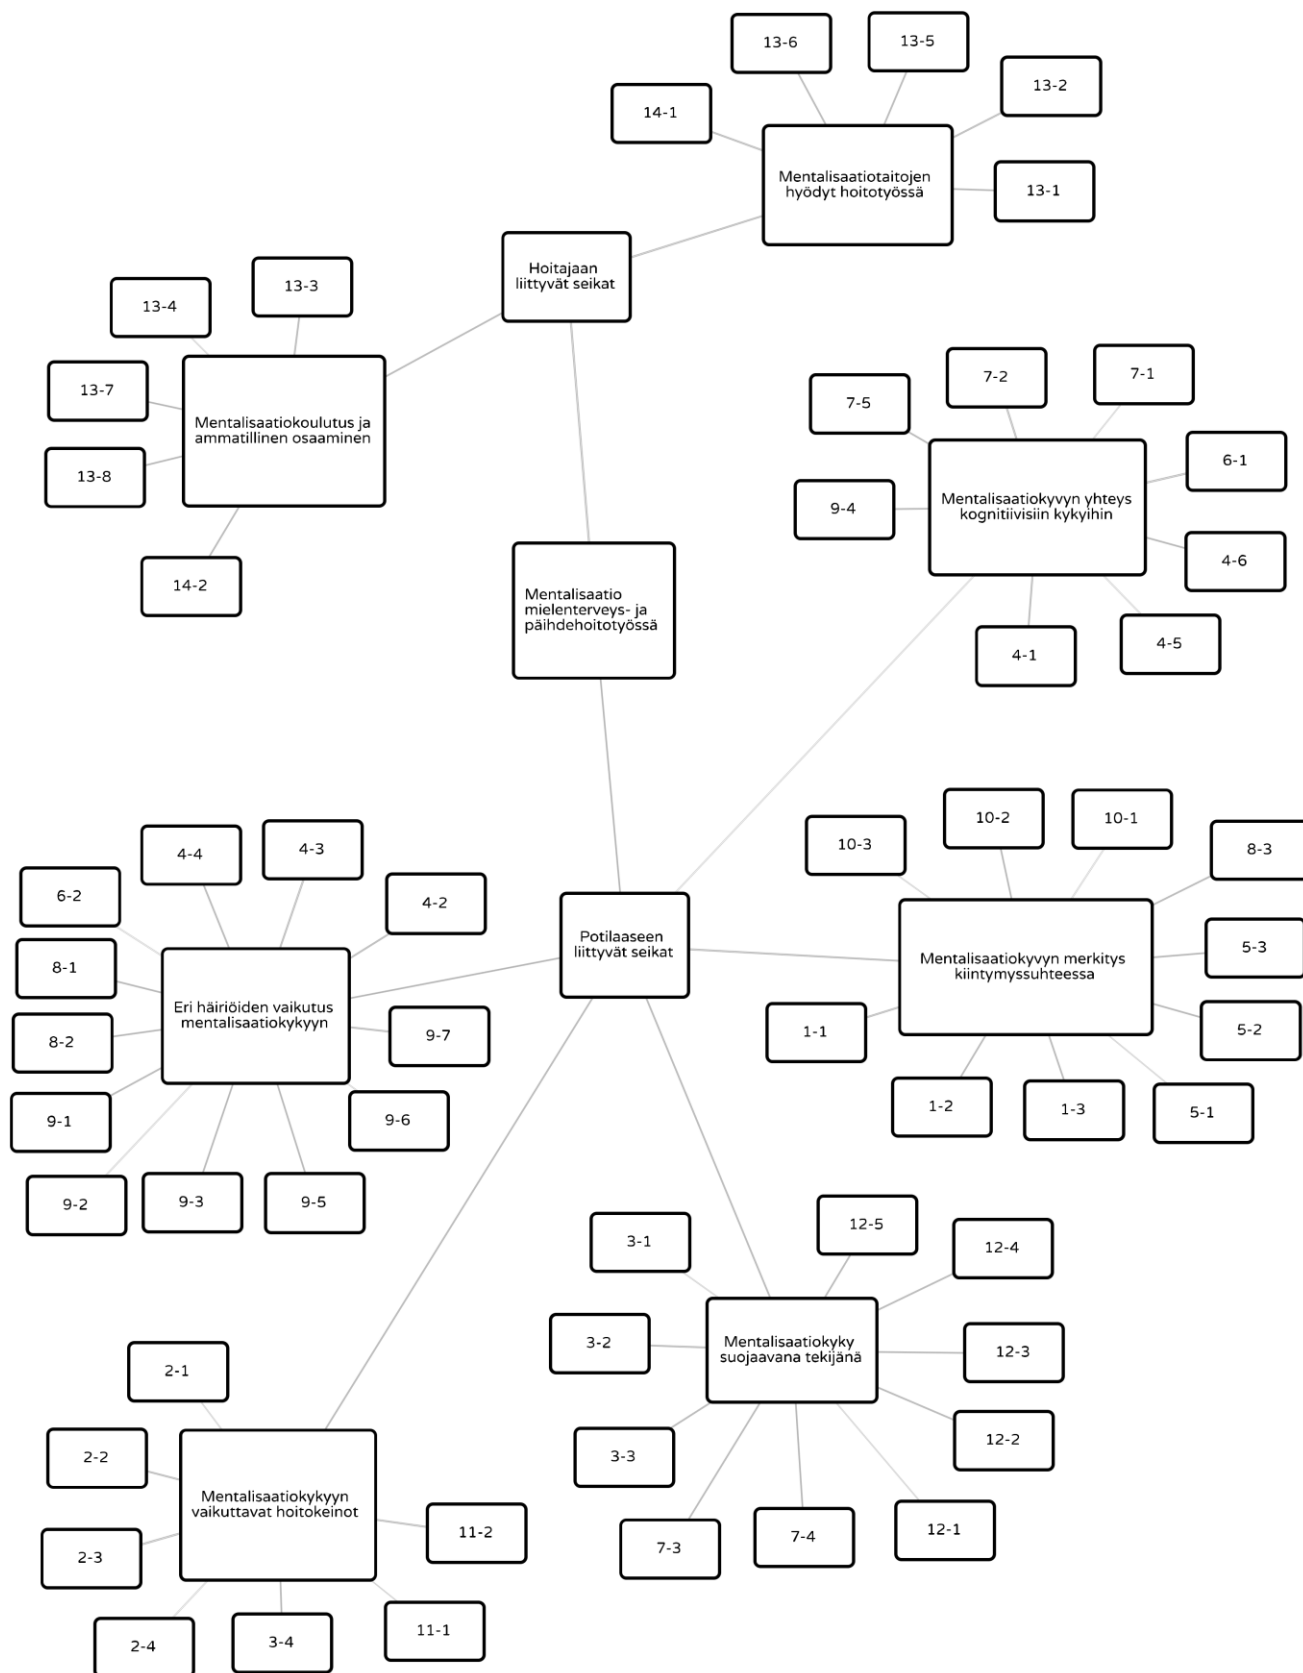 13-6
13-5
13-2
14-1
Mentalisaatiotaitojen
hyödyt hoitotyössä
13-1
Hoitajaan
liittyvät seikat
13-3
13-4
13-7
Mentalisaatiokoulutus ja
ammatillinen osaaminen
13-8
14-2
7-2
7-1
7-5
6-1
Mentalisaatiokyvyn yhteys
kognitiivisiin kykyihin
9-4
4-6
4-1
4-5
Mentalisaatio
mielenterveys- ja
päihdehoitotyössä
10-2
10-1
10-3
8-3
Mentalisaatiokyvyn merkitys
kiintymyssuhteessa
5-3
5-2
1-1
1-2
1-3
5-1
Potilaaseen
liittyvät seikat
4-4
4-3
6-2
4-2
8-1
Eri häiriöiden vaikutus
mentalisaatiokykyyn
8-2
9-7
9-1
9-6
9-2
9-3
9-5
3-1
12-5
12-4
3-2
Mentalisaatiokyky
suojaavana tekijänä
12-3
3-3
12-2
7-3
7-4
12-1
2-1
2-2
Mentalisaatiokykyyn
vaikuttavat hoitokeinot
11-2
2-3
2-4
3-4
11-1